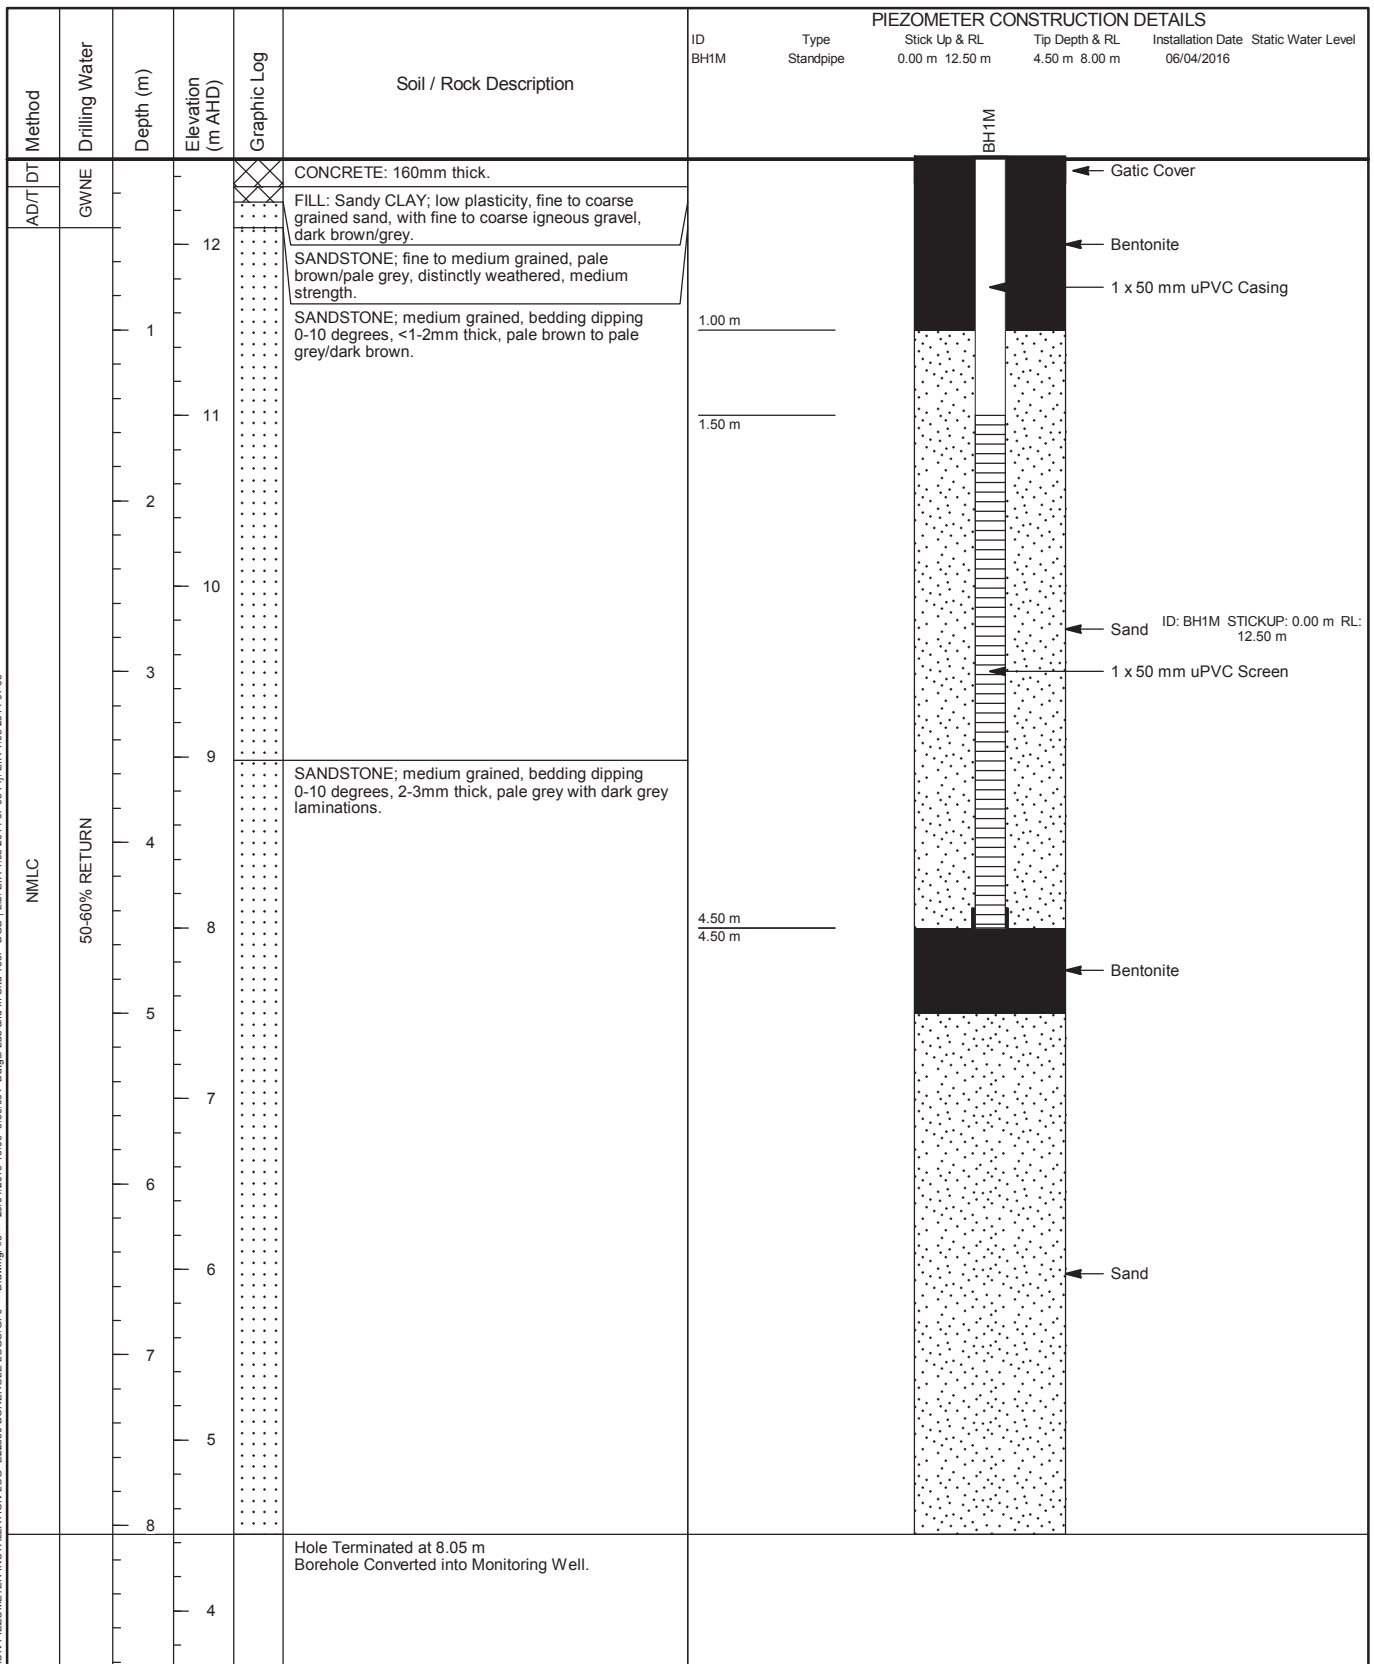 PIEZOMETER CONSTRUCTION DETAILS
ID Type Stick Up & RL Tip Depth & RL Installation Date Static Water Level
BH1M Standpipe 0.00 m 12.50 m 4.50 m 8.00 m 06/04/2016
Method
Drilling Water
Depth (m)
Elevation
(m AHD)
Graphic Log
Soil / Rock Description
BH1M
DT
AD/T
GWNE
CONCRETE: 160mm thick.
FILL: Sandy CLAY; low plasticity, fine to coarse
grained sand, with fine to coarse igneous gravel,
dark brown/grey.
SANDSTONE; fine to medium grained, pale
brown/pale grey, distinctly weathered, medium
strength.
SANDSTONE; medium grained, bedding dipping
0-10 degrees, <1-2mm thick, pale brown to pale
grey/dark brown.
SANDSTONE; medium grained, bedding dipping
0-10 degrees, 2-3mm thick, pale grey with dark grey
laminations.
Hole Terminated at 8.05 m
Borehole Converted into Monitoring Well.
NMLC
50-60% RETURN
1
2
3
4
5
6
7
8
12
11
10
9
8
7
6
5
4
1.00 m
1.50 m
4.50 m
4.50 m
Gatic Cover
Bentonite
1 x 50 mm uPVC Casing
Sand
ID: BH1M STICKUP: 0.00 m RL:
12.50 m
1 x 50 mm uPVC Screen
Bentonite
Sand